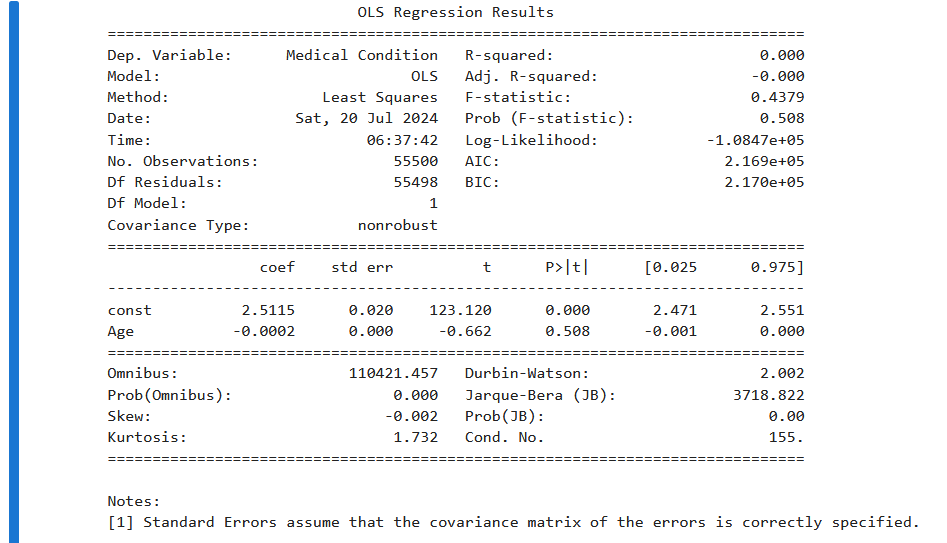 OLS Regression Results
==============================================================================
Dep. Variable: Medical Condition R-squared: 0.000
Model: OLS Adj. R-squared: -0.000
Method: Least Squares F-statistic: 0.4379
Date: Sat, 20 Jul 2024 Prob (F-statistic): 0.508
Time: 06:37:42 Log-Likelihood: -1.0847e+05
No. Observations: 55500 AIC: 2.169e+05
Df Residuals: 55498 BIC: 2.170e+05
Df Model: 1
Covariance Type: nonrobust
==============================================================================
coef std err t P>|t| [0.025 0.975]
------------------------------------------------------------------------------
const 2.5115 0.020 123.120 0.000 2.471 2.551
Age -0.0002 0.000 -0.662 0.508 -0.001 0.000
==============================================================================
Omnibus: 110421.457 Durbin-Watson: 2.002
Prob(Omnibus): 0.000 Jarque-Bera (JB): 3718.822
Skew: -0.002 Prob(JB): 0.00
Kurtosis: 1.732 Cond. No. 155.
==============================================================================
Notes:
[1] Standard Errors assume that the covariance matrix of the errors is correctly specified.